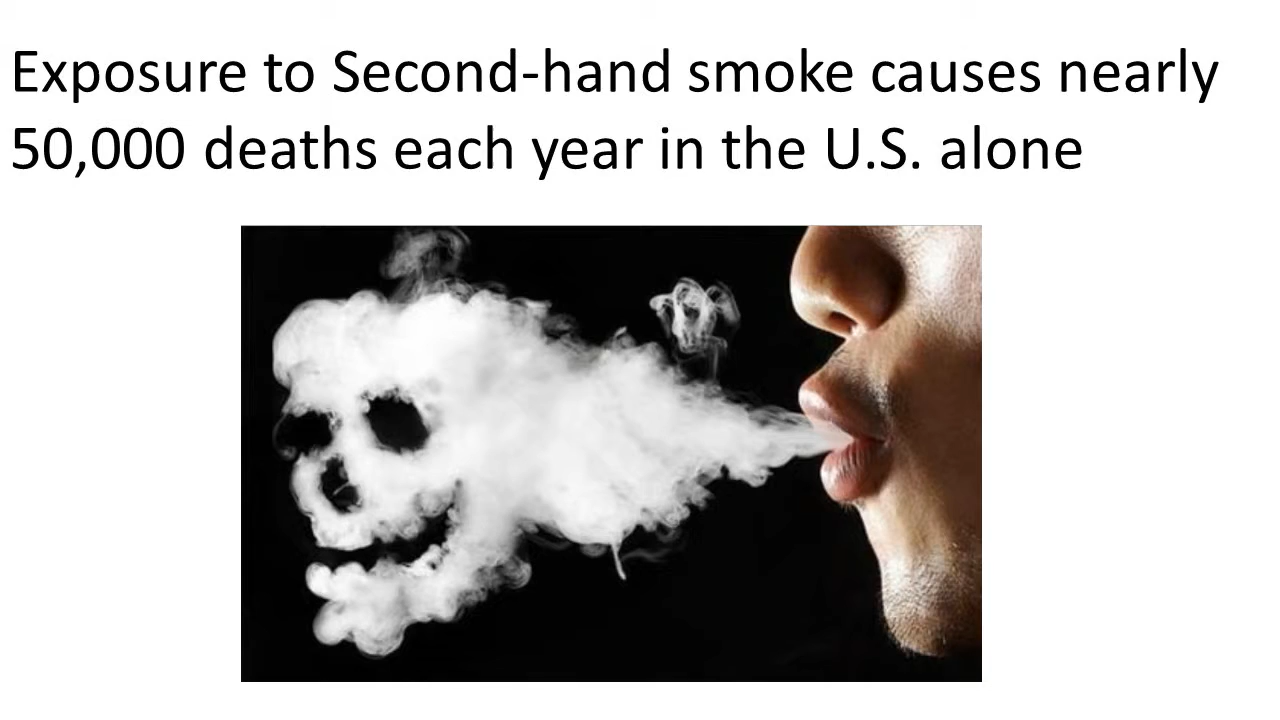 Exposure to Second-hand smoke causes nearly
50,000 deaths each year in the U.S. alone